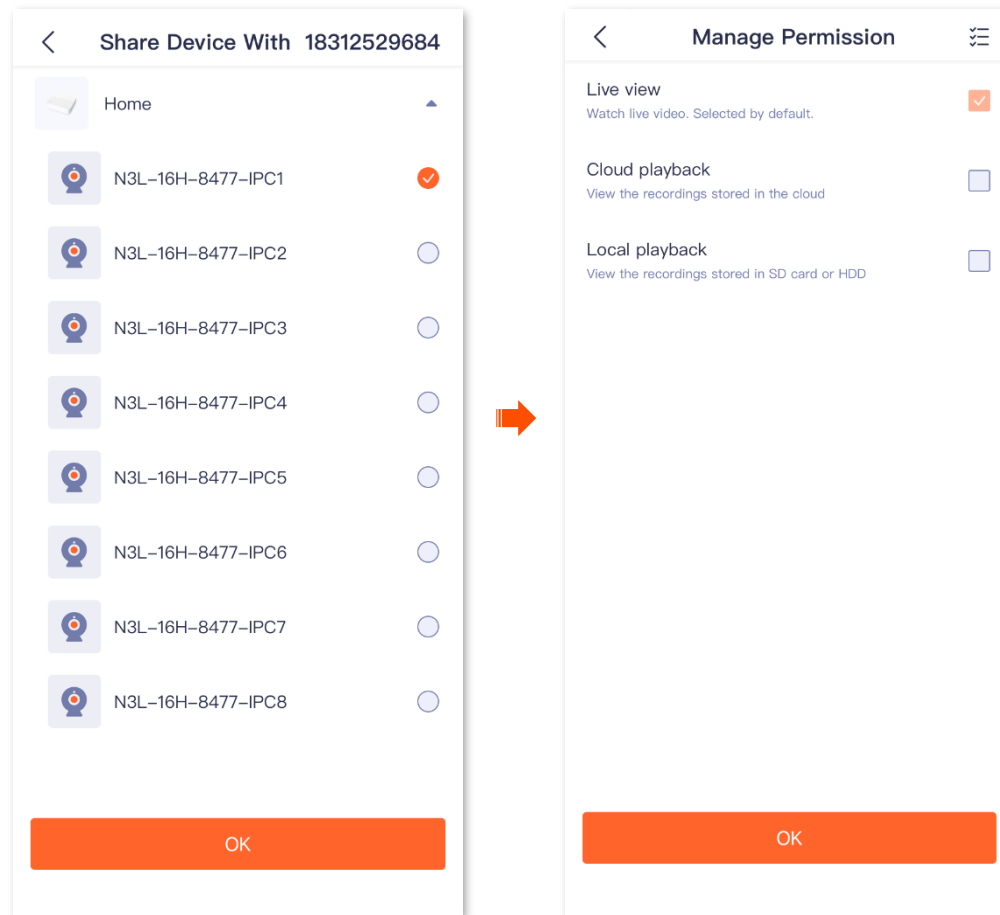 Share Device With 18312529684
Home
N3L-16H-8477-IPC1
N3L-16H-8477-IPC2
N3L-16H-8477-IPC3
N3L-16H-8477-IPC4
N3L-16H-8477-IPC5
N3L-16H-8477-IPC6
N3L-16H-8477-IPC7
N3L-16H-8477-IPC8
OK
Manage Permission
Live view
Watch live video. Selected by default.
Cloud playback
View the recordings stored in the cloud
Local playback
View the recordings stored in SD card or HDD
OK